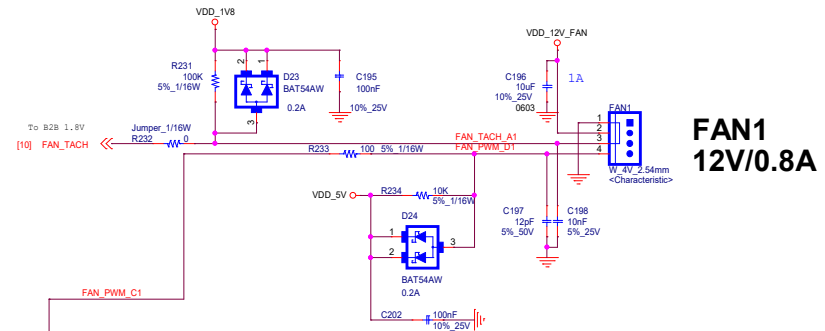 VDD_1V8
VDD_12V_FAN
R231
100K
5%_1/16W
2
1
D23
BAT54AW
0.2A
3
C195
100nF
10%_25V
C196
10uF
10%_25V
0603
1A
FAN1
1
2
3
4
W_4V_2.54mm
<Characteristic>
FAN1
12V/0.8A
To B2B 1.8V
[10] FAN_TACH
Jumper_1/16W
R232 0
FAN_TACH_A1
R233 100 5%_1/16W
FAN_PWM_D1
VDD_5V
R234 10K
5%_1/16W
D24
1
2
3
BAT54AW
0.2A
C197
12pF
5%_50V
C198
10nF
5%_25V
FAN_PWM_C1
C202 100nF
10%_25V